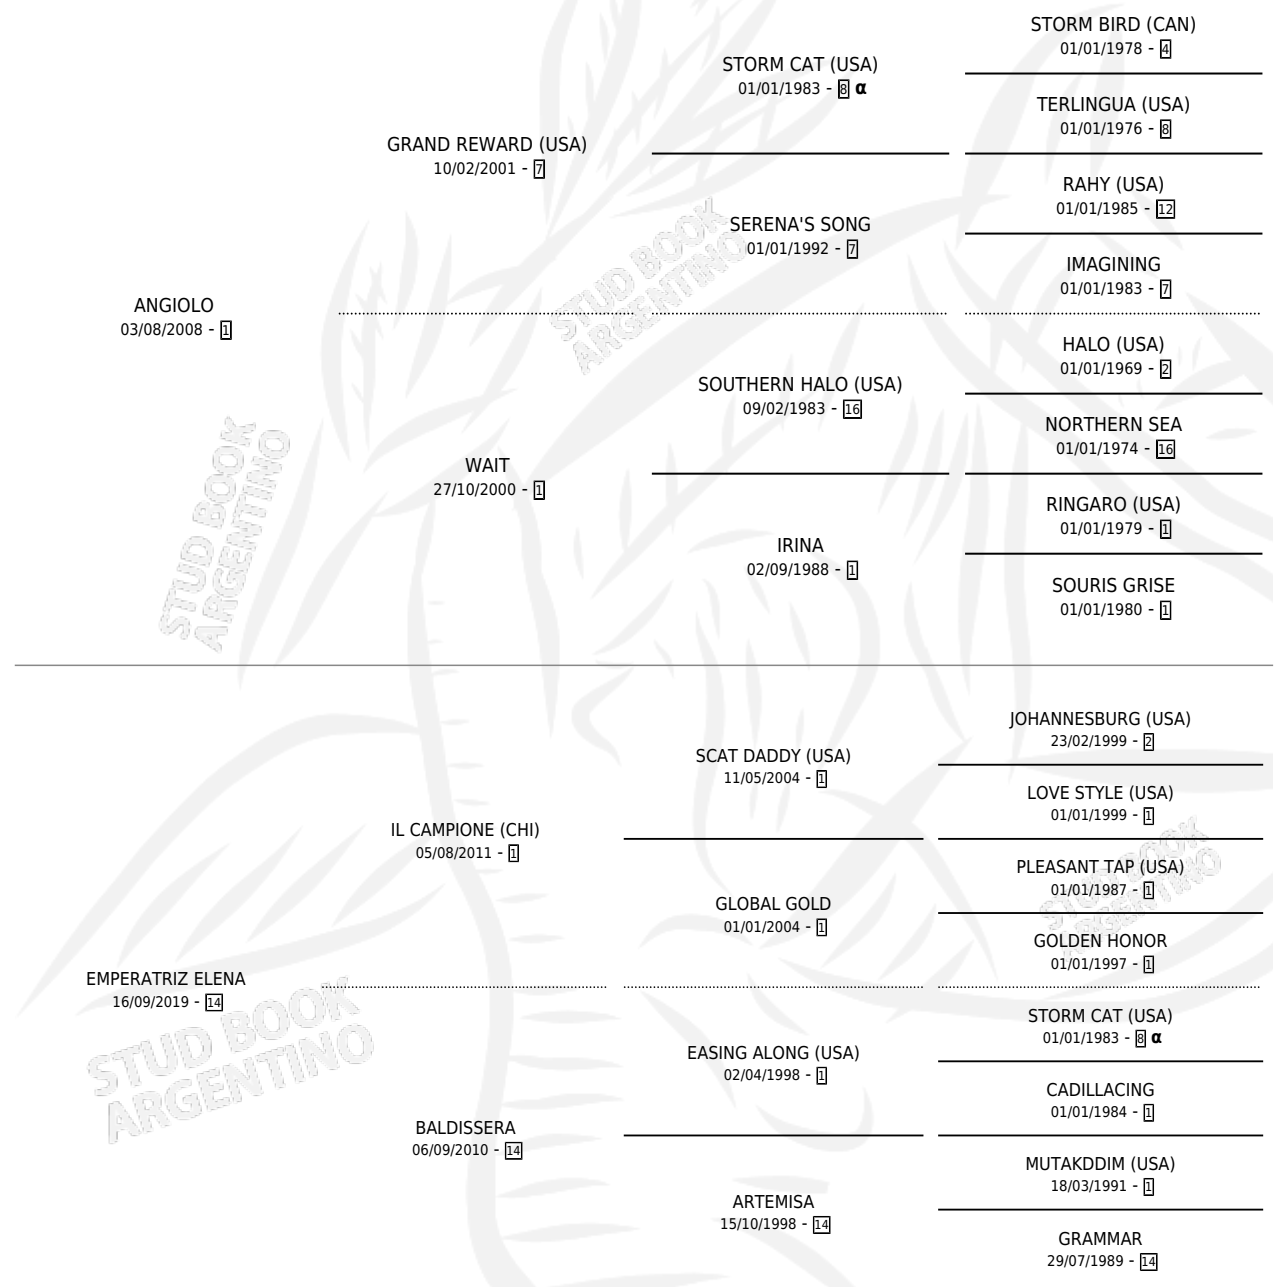 STORM BIRD (CAN)
01/01/1978 - 4
STORM CAT (USA)
01/01/1983 - 8 α
TERLINGUA (USA)
01/01/1976 - 8
GRAND REWARD (USA)
10/02/2001 - 7
RAHY (USA)
01/01/1985 - 12
SERENA'S SONG
01/01/1992 - 7
IMAGINING
01/01/1983 - 7
ANGIOLO
03/08/2008 - 1
HALO (USA)
01/01/1969 - 2
SOUTHERN HALO (USA)
09/02/1983 - 16
NORTHERN SEA
01/01/1974 - 16
WAIT
27/10/2000 - 1
RINGARO (USA)
01/01/1979 - 1
IRINA
02/09/1988 - 1
SOURIS GRISE
01/01/1980 - 1
STUD BOOK
ARGENTINO
STUD BOOK
ARGENTINO
JOHANNESBURG (USA)
23/02/1999 - 2
SCAT DADDY (USA)
11/05/2004 - 1
LOVE STYLE (USA)
01/01/1999 - 1
IL CAMPIONE (CHI)
05/08/2011 - 1
PLEASANT TAP (USA)
01/01/1987 - 1
GLOBAL GOLD
01/01/2004 - 1
GOLDEN HONOR
01/01/1997 - 1
EMPERATRIZ ELENA
16/09/2019 - 14
STORM CAT (USA)
01/01/1983 - 8 α
EASING ALONG (USA)
02/04/1998 - 1
CADILLACING
01/01/1984 - 1
BALDISSERA
06/09/2010 - 14
MUTAKDDIM (USA)
18/03/1991 - 1
ARTEMISA
15/10/1998 - 14
GRAMMAR
29/07/1989 - 14
STUD BOOK
ARGENTINO
STUD BOOK
ARGENTINO